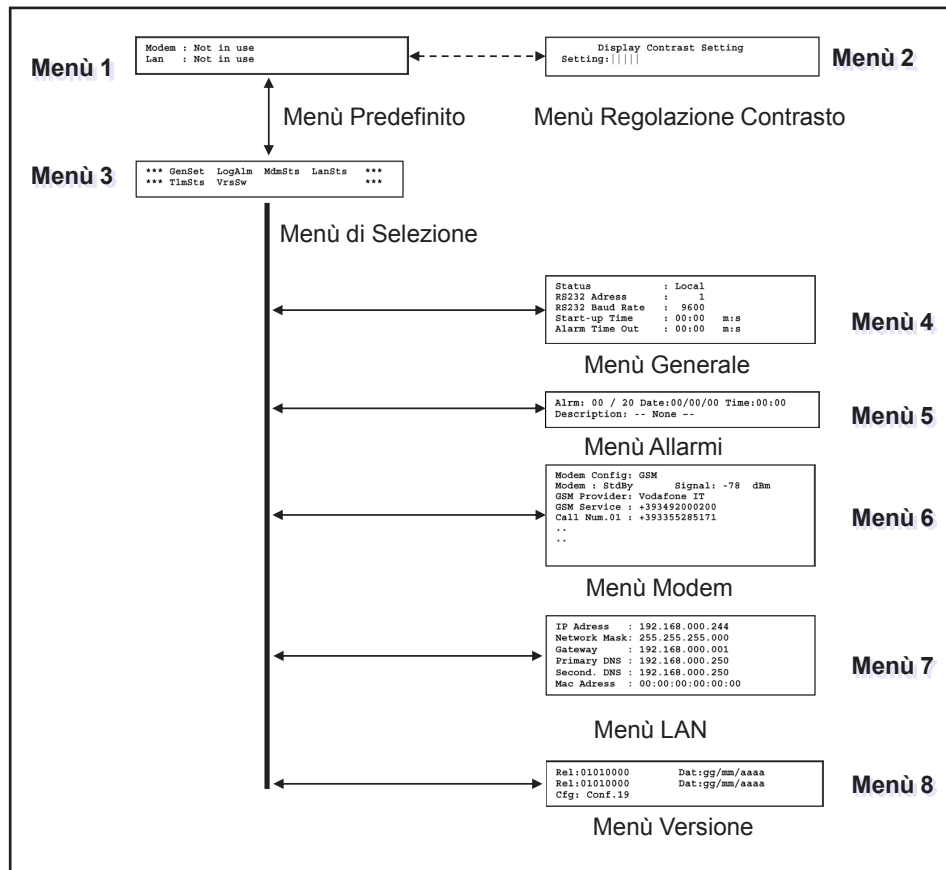 Menù 1
Modem : Not in use
Lan : Not in use
Display Contrast Setting
Setting:|||||
Menù 2
Menù Predefinito
Menù Regolazione Contrasto
Menù 3
*** GenSet LogAlm MdmSts LanSts ***
*** TlmSts VrsSw ***
Menù di Selezione
Status : Local
RS232 Adress : 1
RS232 Baud Rate : 9600
Start-up Time : 00:00 m:s
Alarm Time Out : 00:00 m:s
Menù 4
Menù Generale
Alrm: 00 / 20 Date:00/00/00 Time:00:00
Description: -- None --
Menù 5
Menù Allarmi
Modem Config: GSM
Modem : StdBy Signal: -78 dBm
GSM Provider: Vodafone IT
GSM Service : +393492000200
Call Num.01 : +393355285171
..
..
Menù 6
Menù Modem
IP Adress : 192.168.000.244
Network Mask: 255.255.255.000
Gateway : 192.168.000.001
Primary DNS : 192.168.000.250
Second. DNS : 192.168.000.250
Mac Adress : 00:00:00:00:00:00
Menù 7
Menù LAN
Rel:01010000 Dat:gg/mm/aaaa
Rel:01010000 Dat:gg/mm/aaaa
Cfg: Conf.19
Menù 8
Menù Versione